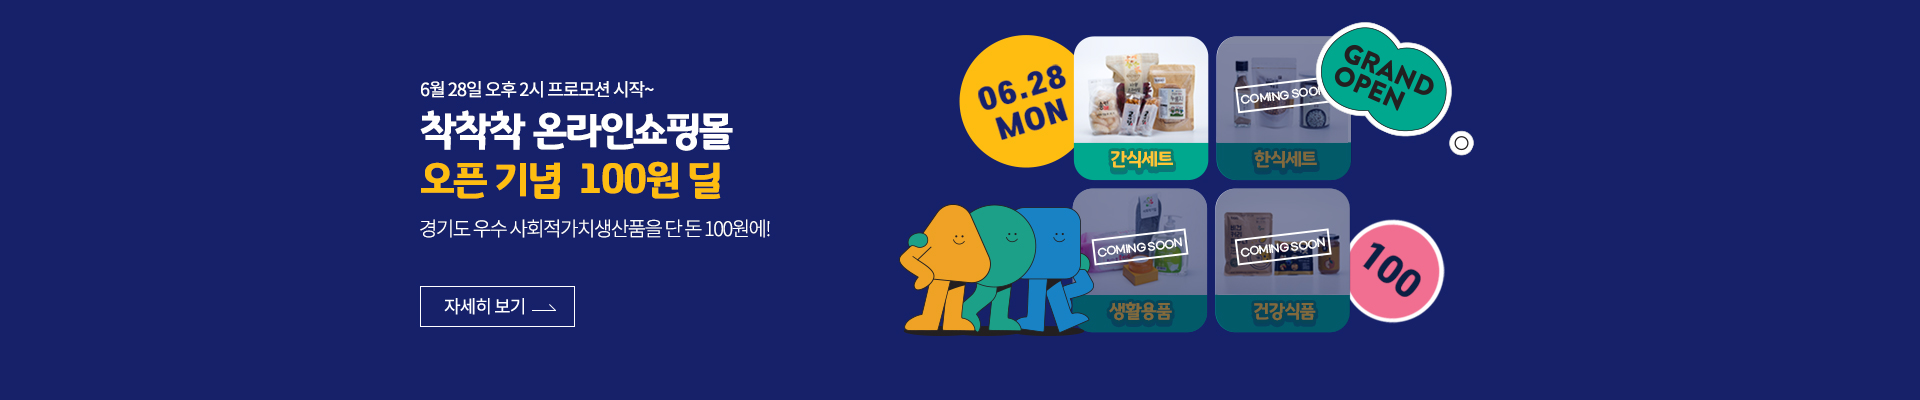 6월 28일 오후 2시 프로모션 시작~
착착착 온라인쇼핑몰
오픈 기념 100원 딜
경기도 우수 사회적가치생산품을 단 돈 100원에!
자세히 보기
06.28
MON
간식세트
COMING SOON
한식세트
GRAND
OPEN
COMING SOON
생활용품
COMING SOON
건강식품
100